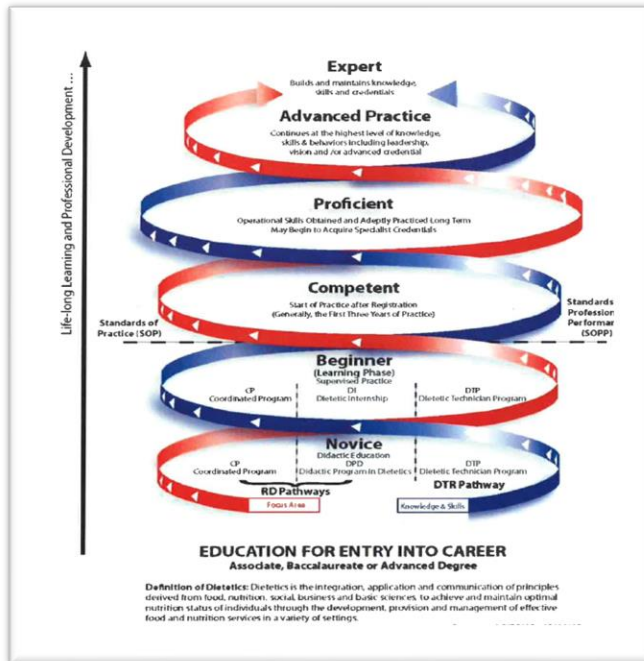 Expert
Builds and maintains knowledge,
skills and credentials
Advanced Practice
Continues at the highest level of knowledge,
skills & behaviors including leadership,
vision and /or advanced credential
Proficient
Operational Skills Obtained and Adeptly Practiced Long Term
May Begin to Acquire Specialist Credentials
Competent
Start of Practice after Registration
(Generally, the First Three Years of Practice)
Standards of
Practice (SOP)
Standards
Profession
Performar
(SOPP)
Beginner
(Learning Phase)
Supervised Practice
CP
Coordinated Program
DI
Dietetic Internship
DTP
Dietetic Technician Program
Novice
Didactic Education
CP
Coordinated Program
DPD
Didactic Program in Dietetics
DTP
Dietetic Technician Program
RD Pathways
DTR Pathway
Focus Area
Knowledge & Skills
Life-long Learning and Professional Development ...
EDUCATION FOR ENTRY INTO CAREER
Associate, Baccalaureate or Advanced Degree
Definition of Dietetics: Dietetics is the integration, application and communication of principles
derived from food, nutrition, social, business and basic sciences, to achieve and maintain optimal
nutrition status of individuals through the development, provision and management of effective
food and nutrition services in a variety of settings.